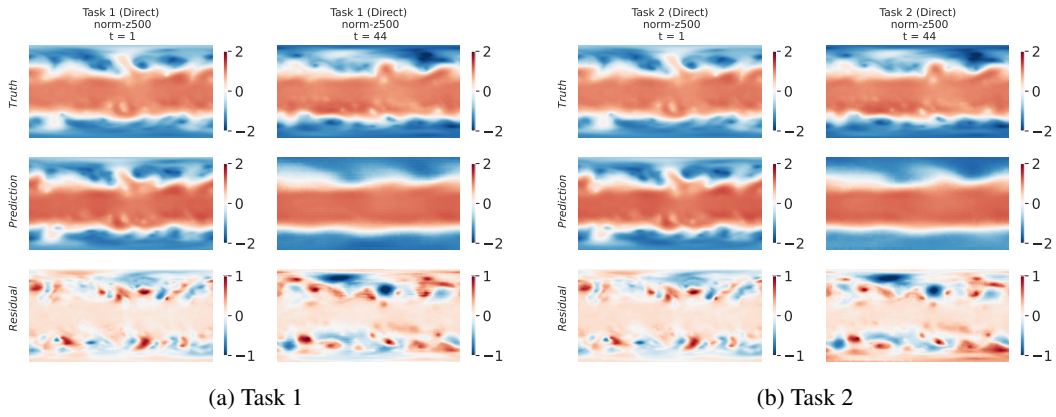 Task 1 (Direct)
norm-z500
t = 1
Task 1 (Direct)
norm-z500
t = 44
Task 2 (Direct)
norm-z500
t = 1
Task 2 (Direct)
norm-z500
t = 44
Truth
2
0
−2
2
0
−2
Truth
2
0
−2
2
0
−2
Prediction
2
0
−2
2
0
−2
Prediction
2
0
−2
2
0
−2
Residual
1
0
−1
1
0
−1
Residual
1
0
−1
1
0
−1
(a) Task 1
(b) Task 2